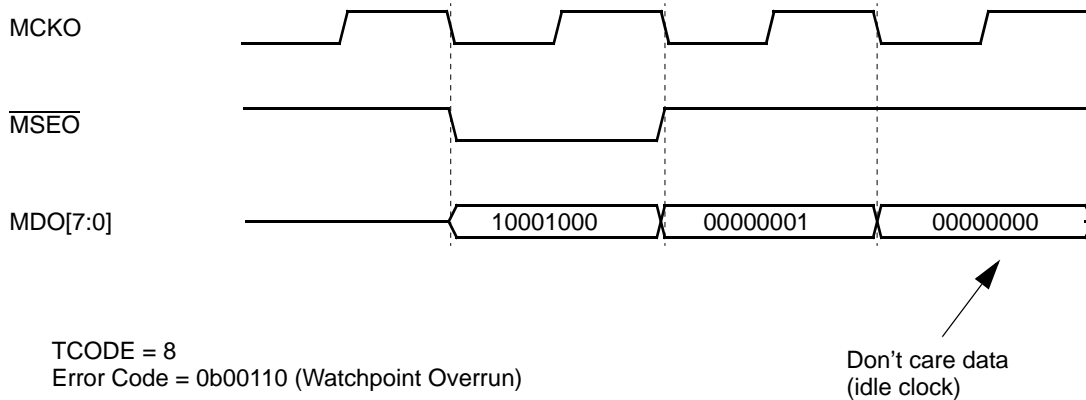 MCKO
MSEO
MDO[7:0]
10001000
00000001
00000000
TCODE = 8
Error Code = 0b00110 (Watchpoint Overrun)
Don't care data
(idle clock)